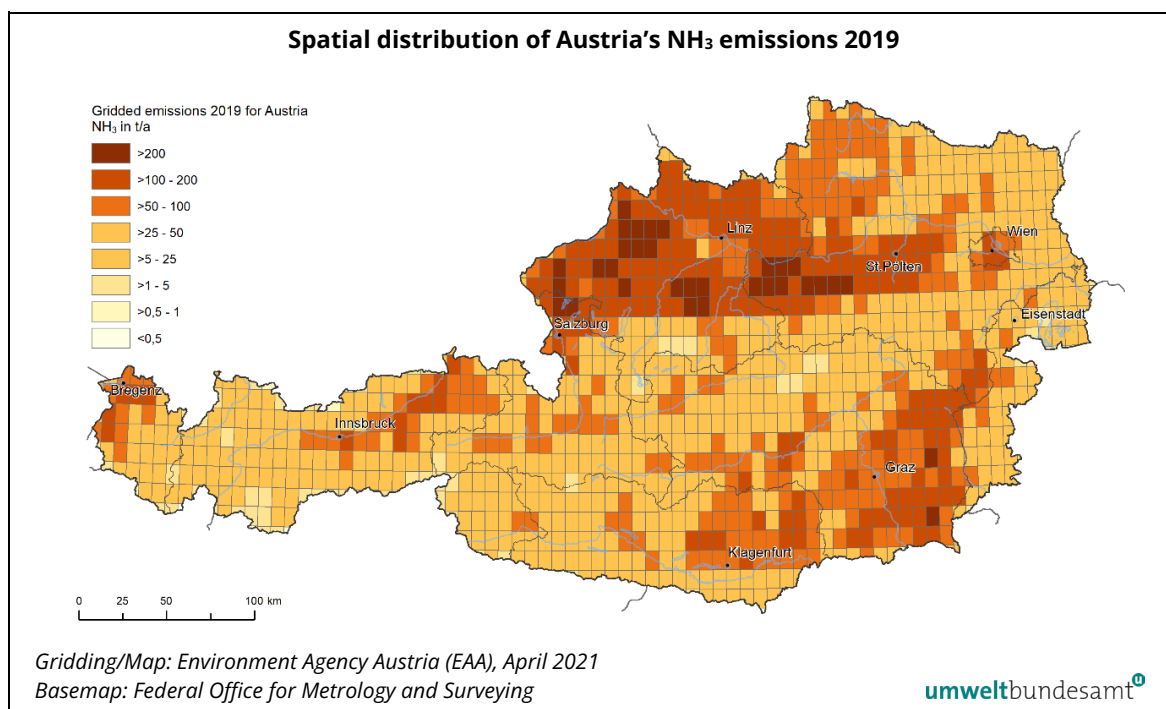 Spatial distribution of Austria's NH₃ emissions 2019
Gridded emissions 2019 for Austria
NH₃ in t/a
>200
>100 - 200
>50 - 100
>25 - 50
>5 - 25
>1 - 5
>0,5 - 1
<0,5
Linz
Wien
St.Pölten
Eisenstadt
Salzburg
Bregenz
Innsbruck
Graz
Klagenfurt
0 25 50 100 km
Gridding/Map: Environment Agency Austria (EAA), April 2021
Basemap: Federal Office for Metrology and Surveying
umweltbundesamt